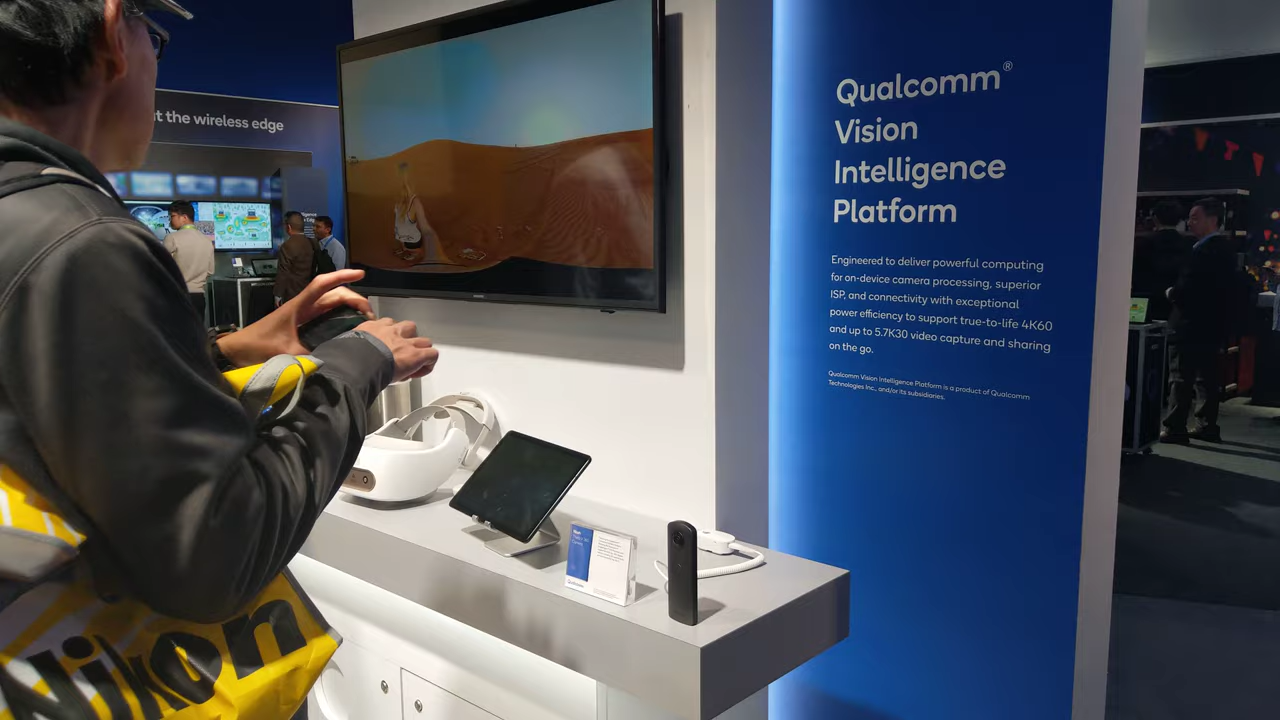 at the wireless edge
Qualcomm®
Vision
Intelligence
Platform
Engineered to deliver powerful computing
for on-device camera processing, superior
ISP, and connectivity with exceptional
power efficiency to support true-to-life 4K60
and up to 5.7K30 video capture and sharing
on the go.
Qualcomm Vision Intelligence Platform is a product of Qualcomm
Technologies Inc., and/or its subsidiaries.
Qualcomm
Nikon